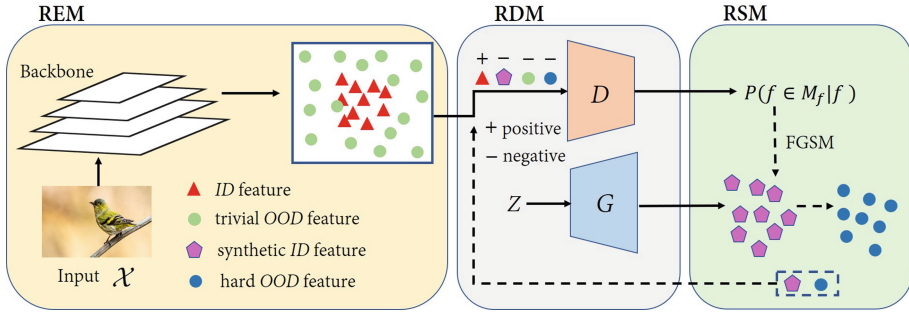 REM
RDM
RSM
Backbone
+ − − −
D
P(f ∈ M_f|f)
+ positive
− negative
FGSM
ID feature
trivial OOD feature
synthetic ID feature
hard OOD feature
Z
G
Input 𝒳